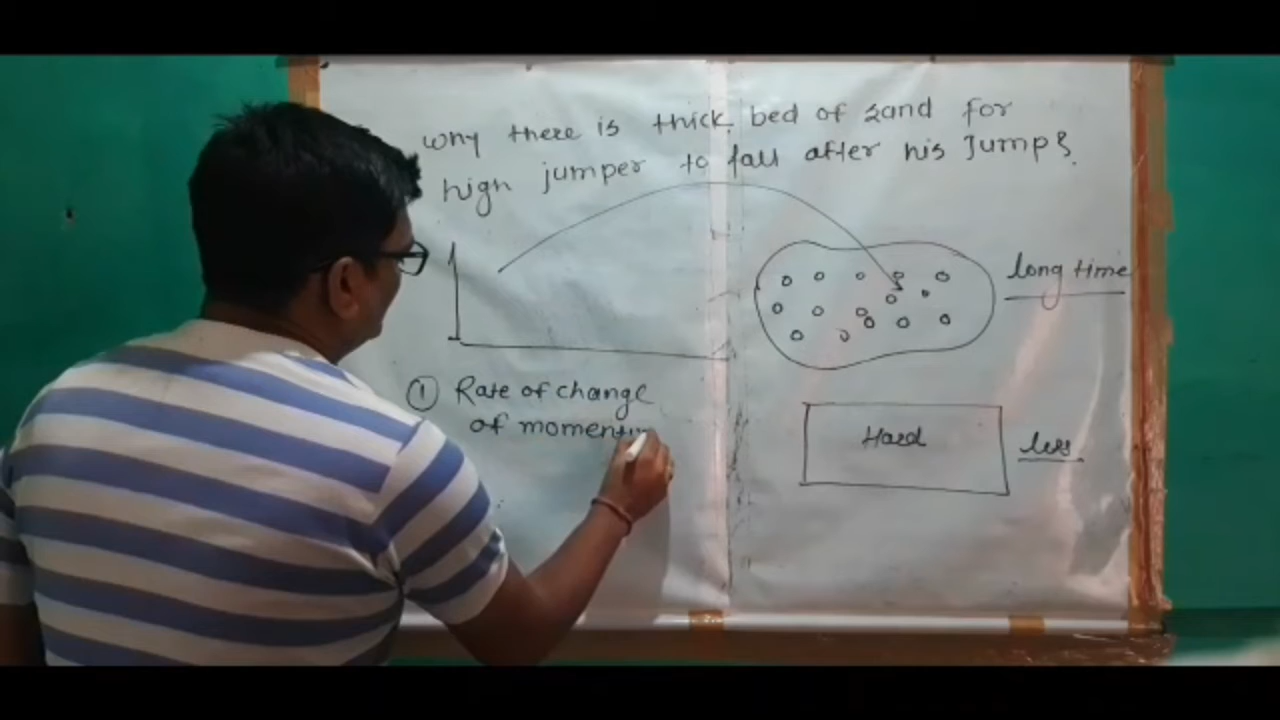 why there is thick bed of sand for
high jumper to fall after his Jump?
long time
① Rate of change
of momentu
Hard
less